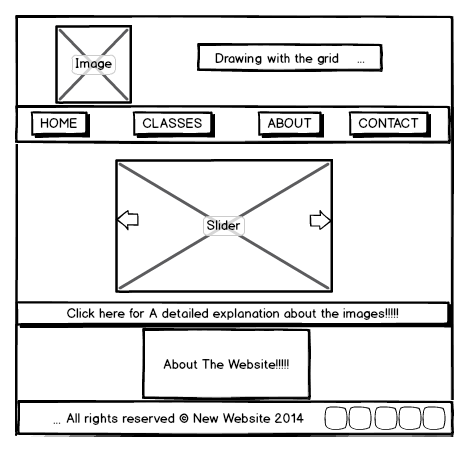 Image
Drawing with the grid ...
HOME
CLASSES
ABOUT
CONTACT
Slider
Click here for A detailed explanation about the images!!!!!
About The Website!!!!!
... All rights reserved © New Website 2014